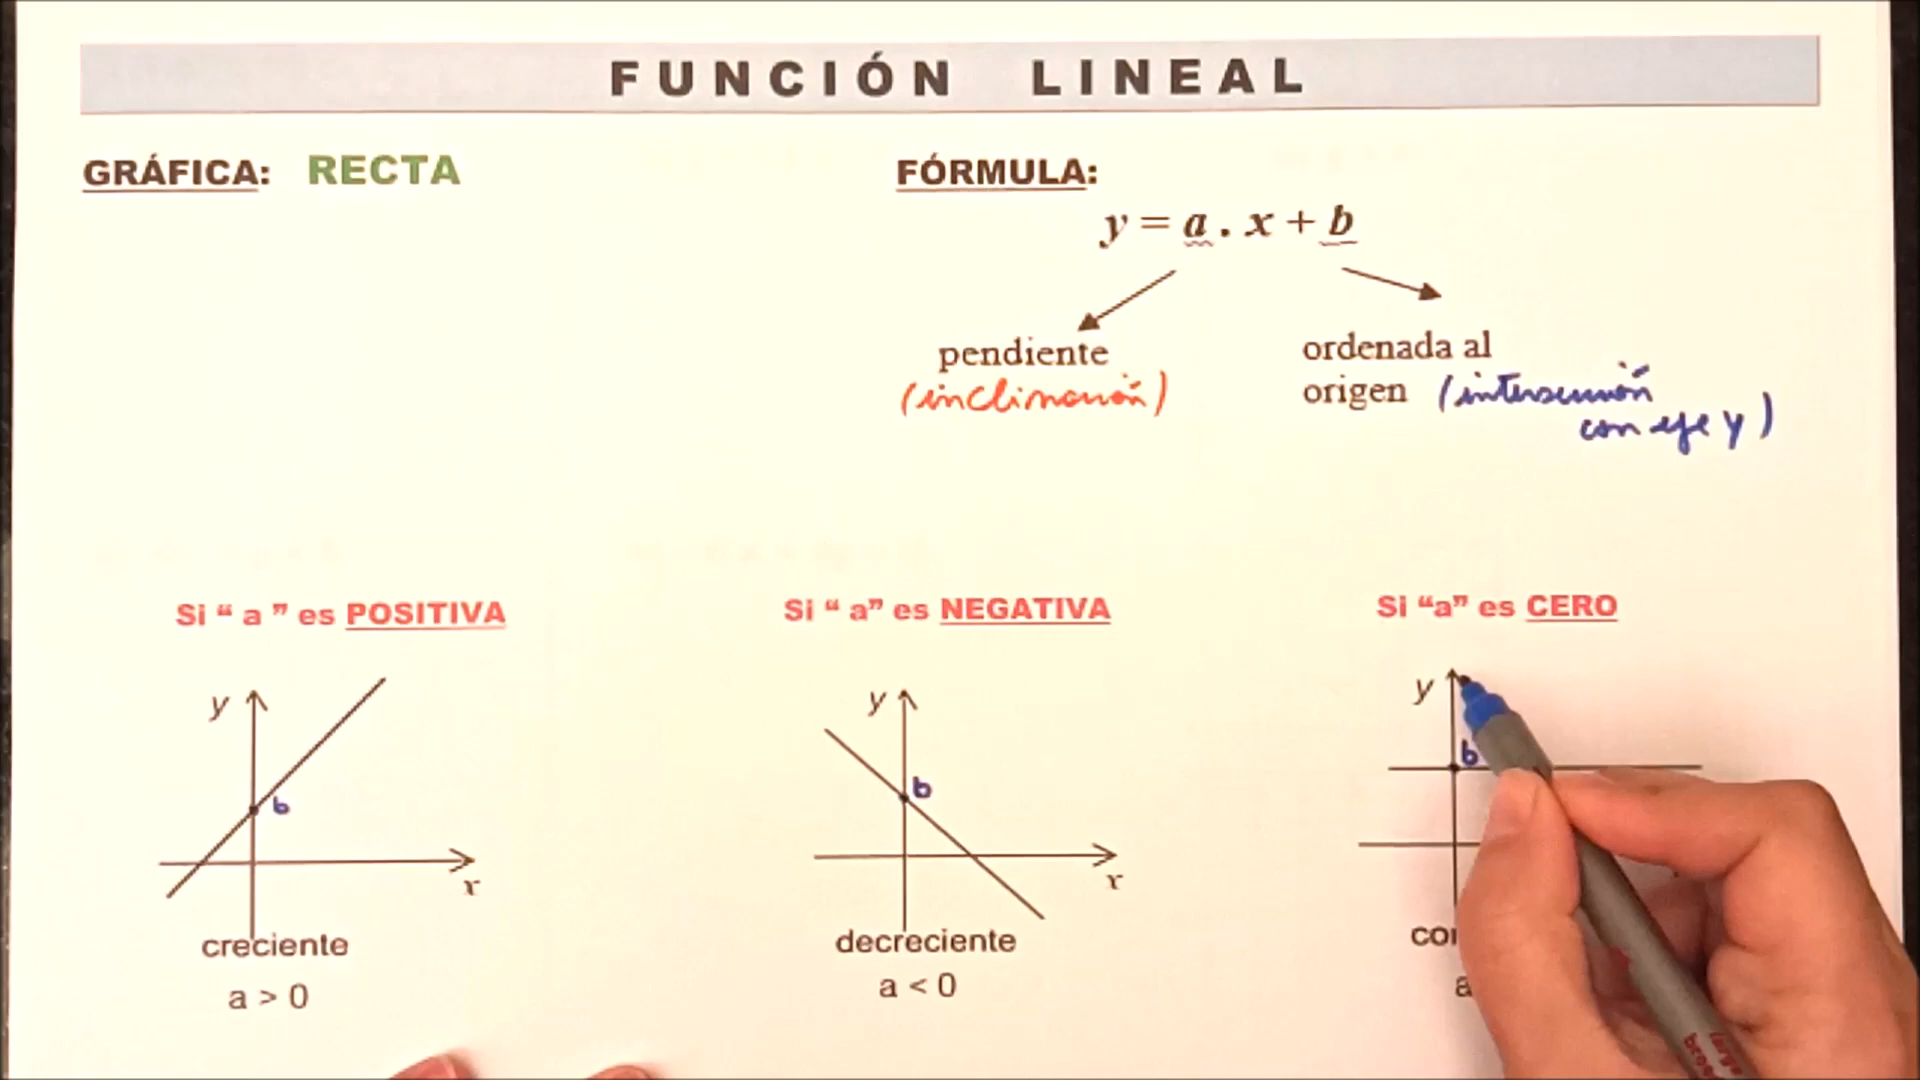 FUNCIÓN LINEAL
GRÁFICA: RECTA
FÓRMULA:
y = a . x + b
pendiente
(inclinación)
ordenada al
origen (intersección
con eje y)
Si “ a ” es POSITIVA
Si “ a” es NEGATIVA
Si “a” es CERO
y
b
x
creciente
a > 0
y
b
x
decreciente
a < 0
y
b